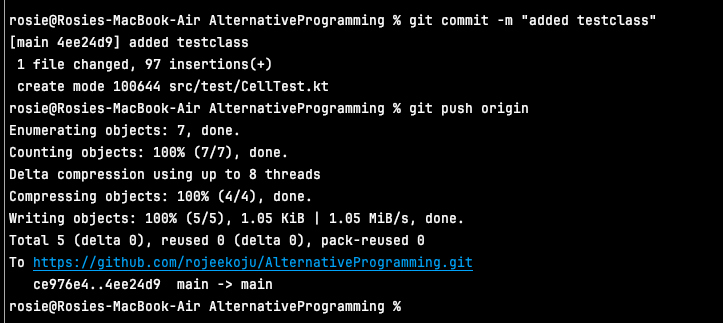 rosie@Rosies-MacBook-Air AlternativeProgramming % git commit -m "added testclass"
[main 4ee24d9] added testclass
 1 file changed, 97 insertions(+)
 create mode 100644 src/test/CellTest.kt
rosie@Rosies-MacBook-Air AlternativeProgramming % git push origin
Enumerating objects: 7, done.
Counting objects: 100% (7/7), done.
Delta compression using up to 8 threads
Compressing objects: 100% (4/4), done.
Writing objects: 100% (5/5), 1.05 KiB | 1.05 MiB/s, done.
Total 5 (delta 0), reused 0 (delta 0), pack-reused 0
To https://github.com/rojeekoju/AlternativeProgramming.git
   ce976e4..4ee24d9  main -> main
rosie@Rosies-MacBook-Air AlternativeProgramming %